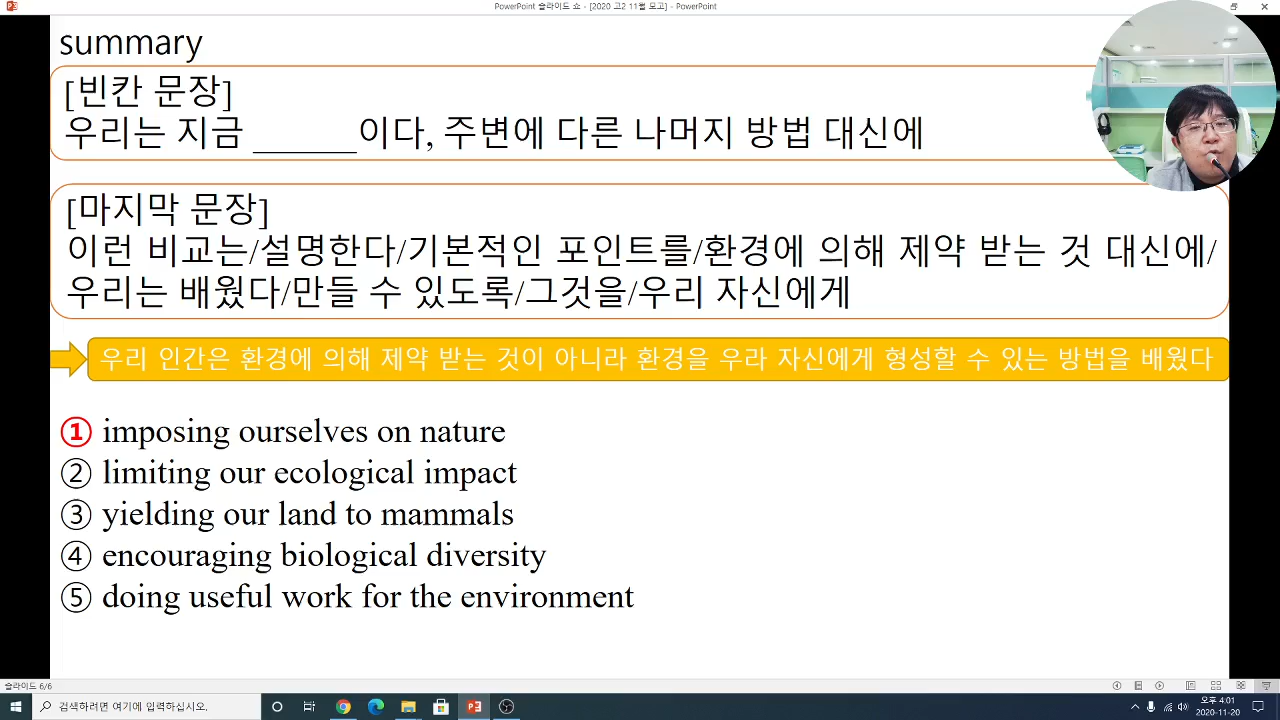 PowerPoint 슬라이드 쇼 - [2020 고2 11월 모고] - PowerPoint
summary
[빈칸 문장]
우리는 지금 ______이다, 주변에 다른 나머지 방법 대신에
[마지막 문장]
이런 비교는/설명한다/기본적인 포인트를/환경에 의해 제약 받는 것 대신에/
우리는 배웠다/만들 수 있도록/그것을/우리 자신에게
우리 인간은 환경에 의해 제약 받는 것이 아니라 환경을 우라 자신에게 형성할 수 있는 방법을 배웠다
① imposing ourselves on nature
② limiting our ecological impact
③ yielding our land to mammals
④ encouraging biological diversity
⑤ doing useful work for the environment
슬라이드 6/6
검색하려면 여기에 입력하십시오.
오후 4:01
2020-11-20